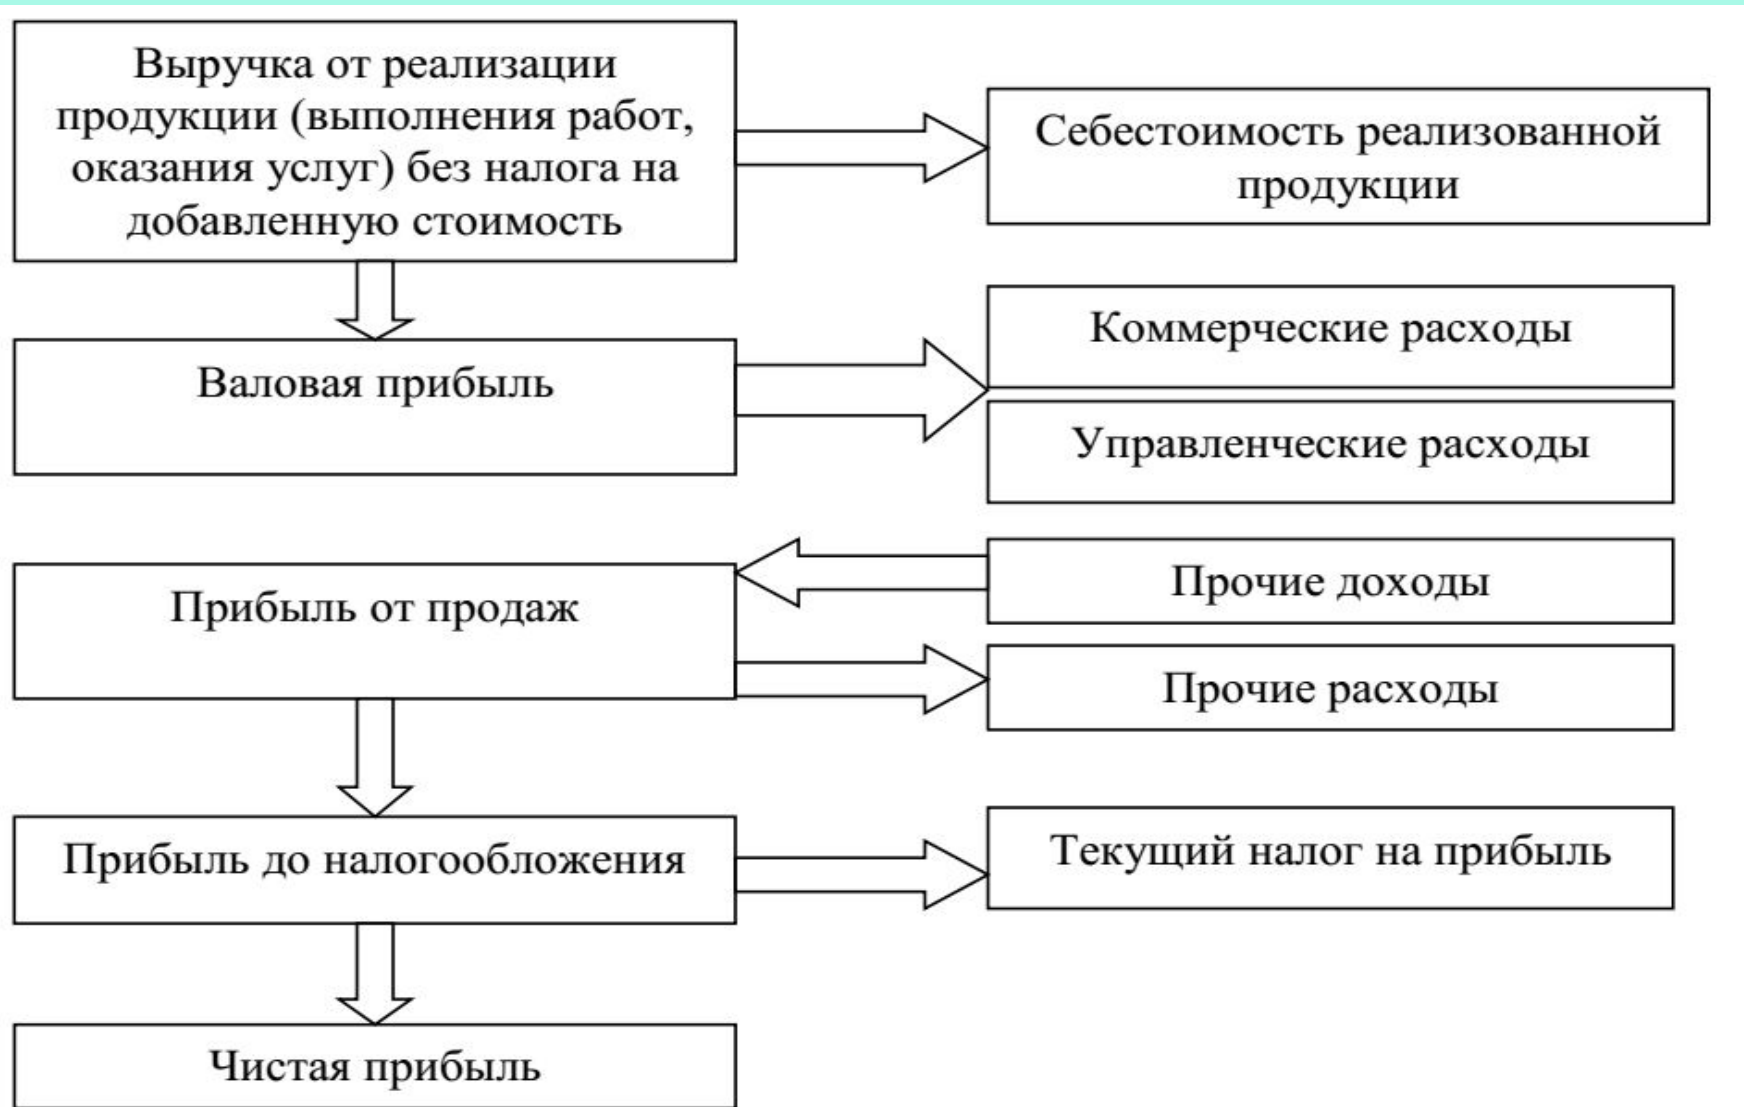 Выручка от реализации
продукции (выполнения работ,
оказания услуг) без налога на
добавленную стоимость
Себестоимость реализованной
продукции
Валовая прибыль
Коммерческие расходы
Управленческие расходы
Прибыль от продаж
Прочие доходы
Прочие расходы
Прибыль до налогообложения
Текущий налог на прибыль
Чистая прибыль